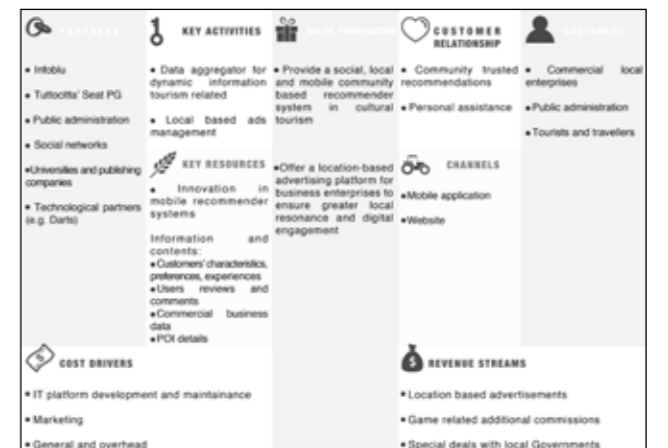 PARTNERS
• Infoblu
• Tuttocitta' Seat PG
• Public administration
• Social networks
•Universities and publishing
companies
• Technological partners
(e.g. Darts)
KEY ACTIVITIES
• Data aggregator for
dynamic information
tourism related
• Local based ads
management
KEY RESOURCES
• Innovation in
mobile recommender
systems
Information and
contents:
•Customers' characteristics,
preferences, experiences
•Users reviews and
comments
•Commercial business
data
•POI details
VALUE PROPOSITION
• Provide a social, local
and mobile community
based recommender
system in cultural
tourism
•Offer a location-based
advertising platform for
business enterprises to
ensure greater local
resonance and digital
engagement
CUSTOMER
RELATIONSHIP
• Community trusted
recommendations
• Personal assistance
CHANNELS
•Mobile application
•Website
CUSTOMERS
• Commercial local
enterprises
•Public administration
•Tourists and travellers
COST DRIVERS
• IT platform development and maintainance
• Marketing
• General and overhead
REVENUE STREAMS
• Location based advertisements
• Game related additional commissions
• Special deals with local Governments